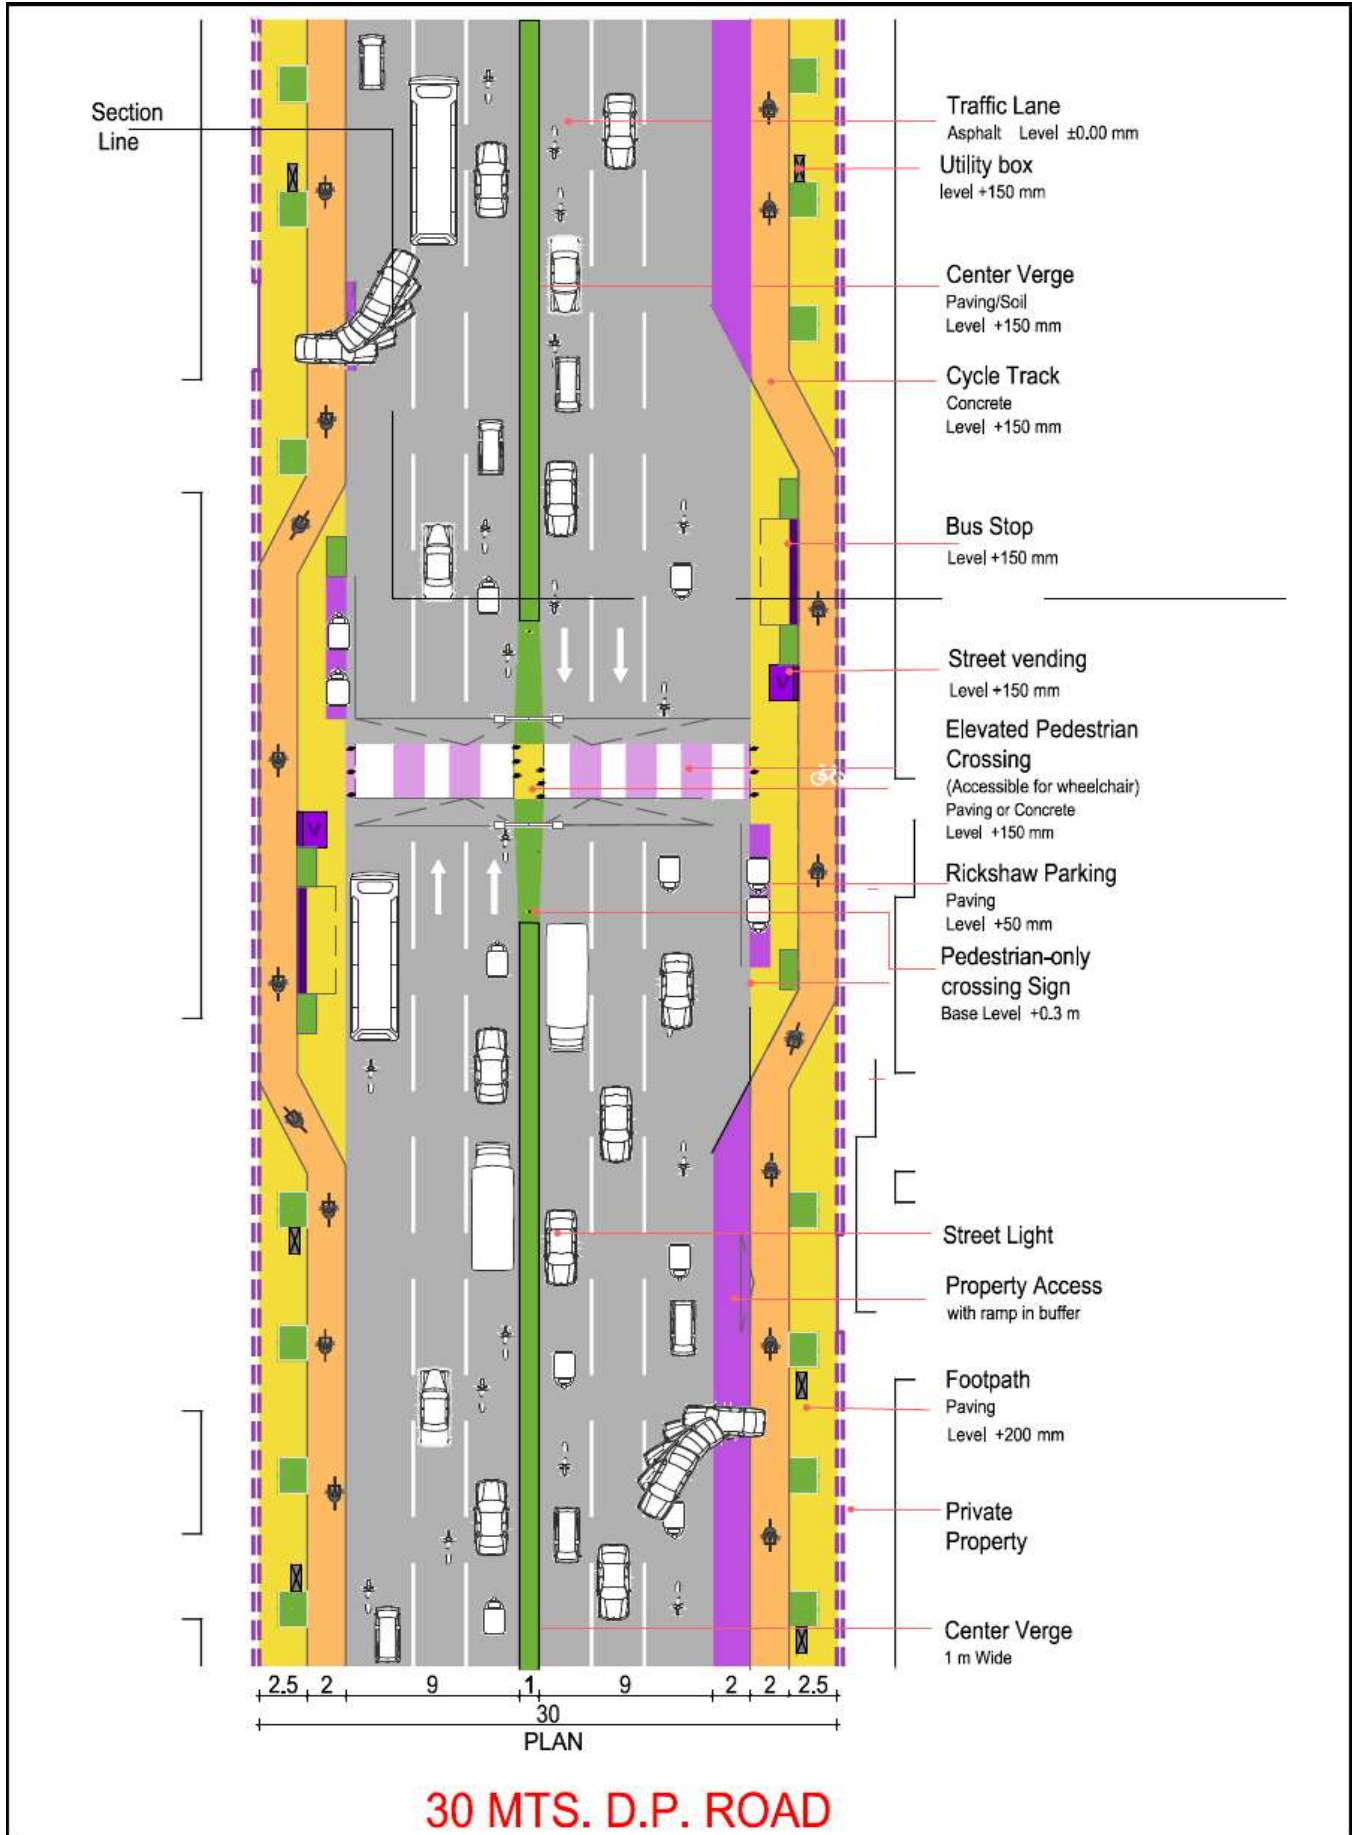 Section
Line
Traffic Lane
Asphalt Level ±0.00 mm
Utility box
level +150 mm
Center Verge
Paving/Soil
Level +150 mm
Cycle Track
Concrete
Level +150 mm
Bus Stop
Level +150 mm
Street vending
Level +150 mm
V
Elevated Pedestrian
Crossing
(Accessible for wheelchair)
Paving or Concrete
Level +150 mm
V
Rickshaw Parking
Paving
Level +50 mm
Pedestrian-only
crossing Sign
Base Level +0.3 m
Street Light
Property Access
with ramp in buffer
Footpath
Paving
Level +200 mm
Private
Property
Center Verge
1 m Wide
2.5 2 9 1 9 2 2 2.5
30
PLAN
30 MTS. D.P. ROAD